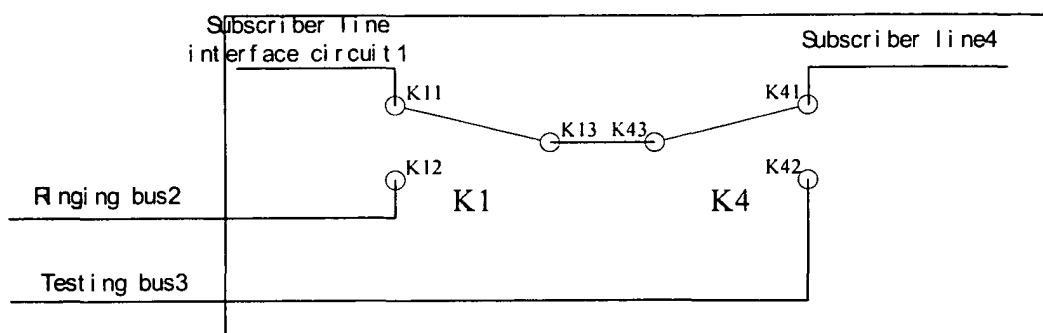 Subscriber line
interface circuit1
Subscriber line4
K11
K41
K13 K43
K12
K42
K1
K4
Ringing bus2
Testing bus3